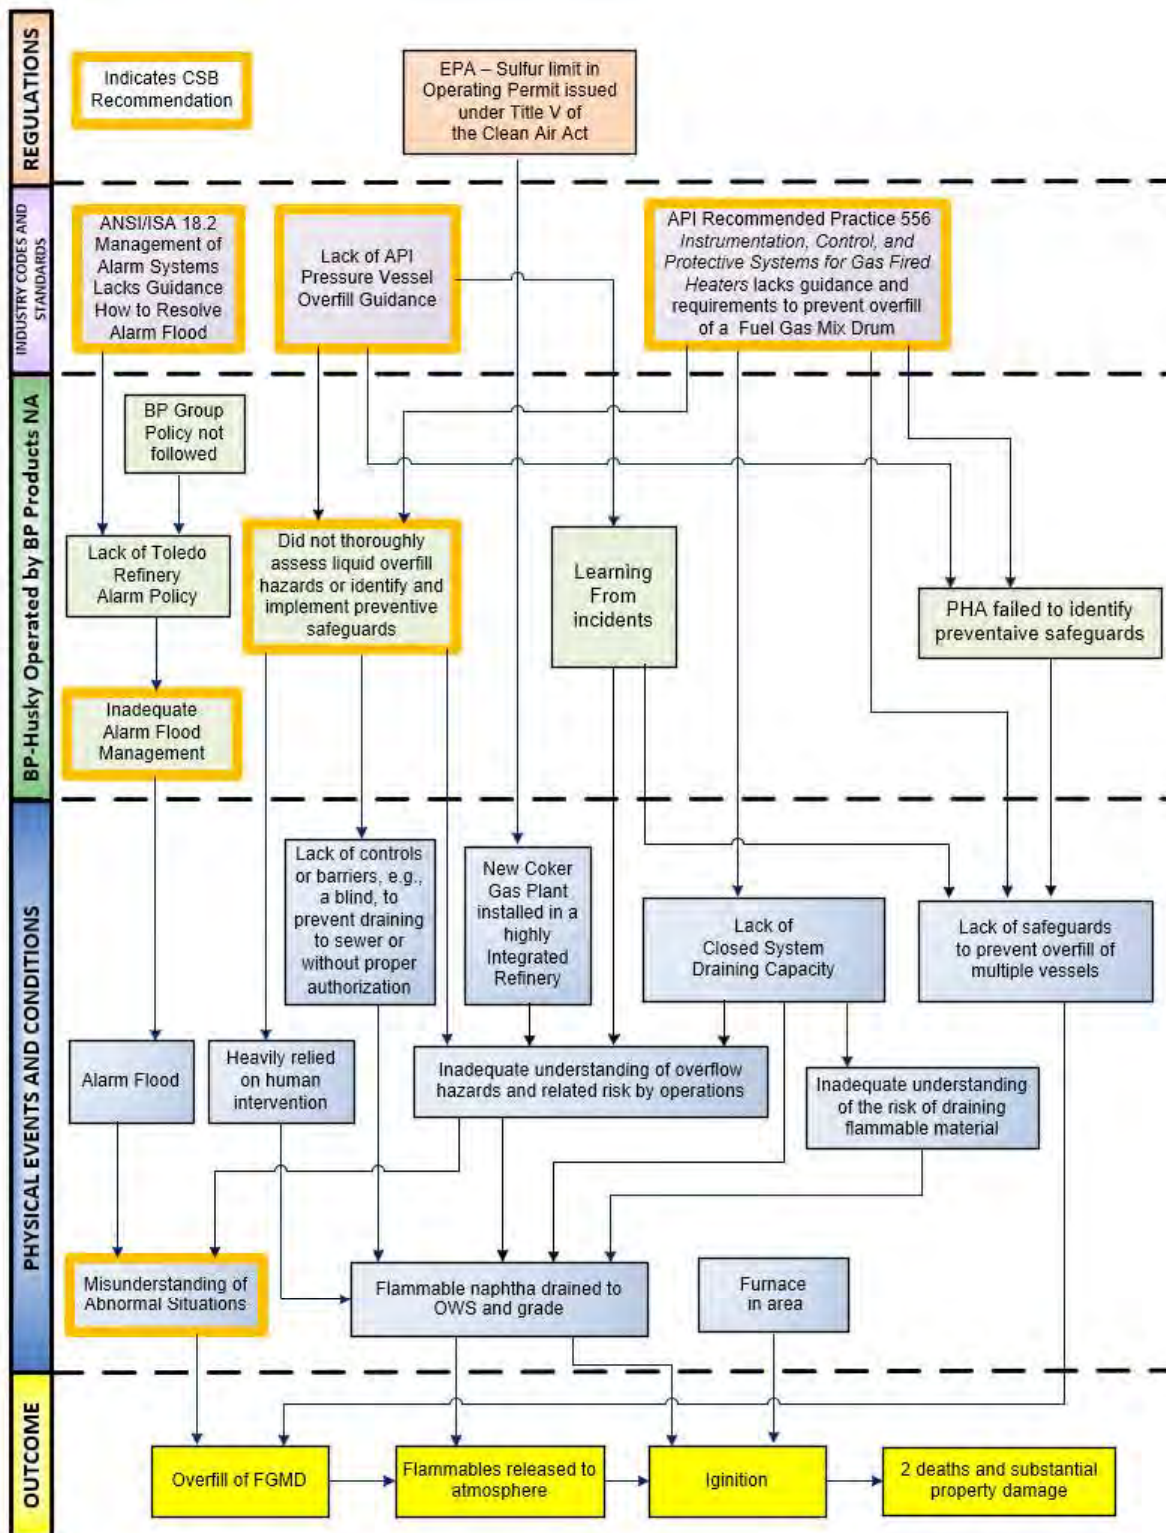 REGULATIONS
Indicates CSB
Recommendation
EPA – Sulfur limit in
Operating Permit issued
under Title V of
the Clean Air Act
INDUSTRY CODES AND
STANDARDS
ANSI/ISA 18.2
Management of
Alarm Systems
Lacks Guidance
How to Resolve
Alarm Flood
Lack of API
Pressure Vessel
Overfill Guidance
API Recommended Practice 556
Instrumentation, Control, and
Protective Systems for Gas Fired
Heaters lacks guidance and
requirements to prevent overfill
of a Fuel Gas Mix Drum
BP-Husky Operated by BP Products NA
BP Group
Policy not
followed
Lack of Toledo
Refinery
Alarm Policy
Did not thoroughly
assess liquid overfill
hazards or identify and
implement preventive
safeguards
Learning
From
incidents
PHA failed to identify
preventaive safeguards
Inadequate
Alarm Flood
Management
PHYSICAL EVENTS AND CONDITIONS
Lack of controls
or barriers, e.g.,
a blind, to
prevent draining
to sewer or
without proper
authorization
New Coker
Gas Plant
installed in a
highly
Integrated
Refinery
Lack of
Closed System
Draining Capacity
Lack of safeguards
to prevent overfill of
multiple vessels
Alarm Flood
Heavily relied
on human
intervention
Inadequate understanding of overflow
hazards and related risk by operations
Inadequate understanding
of the risk of draining
flammable material
Misunderstanding of
Abnormal Situations
Flammable naphtha drained to
OWS and grade
Furnace
in area
OUTCOME
Overfill of FGMD
Flammables released to
atmosphere
Iginition
2 deaths and substantial
property damage